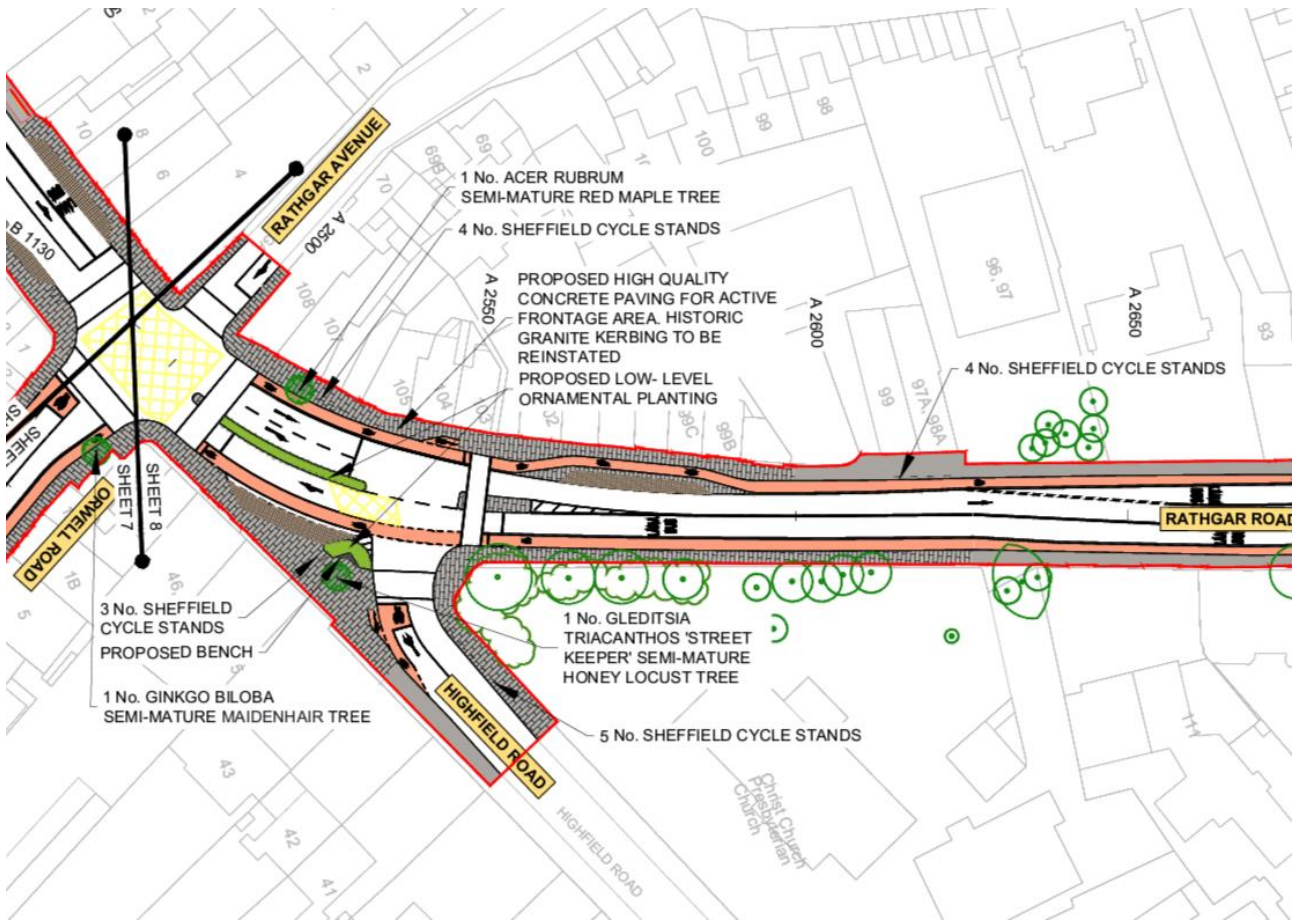 2
10
8
6
4
RATHGAR AVENUE
A 2500
B 1130
70
69B
69
99
98
100
1 No. ACER RUBRUM
SEMI-MATURE RED MAPLE TREE
4 No. SHEFFIELD CYCLE STANDS
A 2550
PROPOSED HIGH QUALITY
CONCRETE PAVING FOR ACTIVE
FRONTAGE AREA. HISTORIC
GRANITE KERBING TO BE
REINSTATED
PROPOSED LOW- LEVEL
ORNAMENTAL PLANTING
108
107
105
104
103
99C
99B
99
97A, 98A
96, 97
93
A 2600
A 2650
4 No. SHEFFIELD CYCLE STANDS
RATHGAR ROAD
SHEET 7
SHEET 8
ORWELL ROAD
1B
5
46,
3 No. SHEFFIELD
CYCLE STANDS
PROPOSED BENCH
1 No. GINKGO BILOBA
SEMI-MATURE MAIDENHAIR TREE
1 No. GLEDITSIA
TRIACANTHOS 'STREET
KEEPER' SEMI-MATURE
HONEY LOCUST TREE
5 No. SHEFFIELD CYCLE STANDS
HIGHFIELD ROAD
HIGHFIELD ROAD
43
42
41
Christ Church
Presbyterian
Church
111